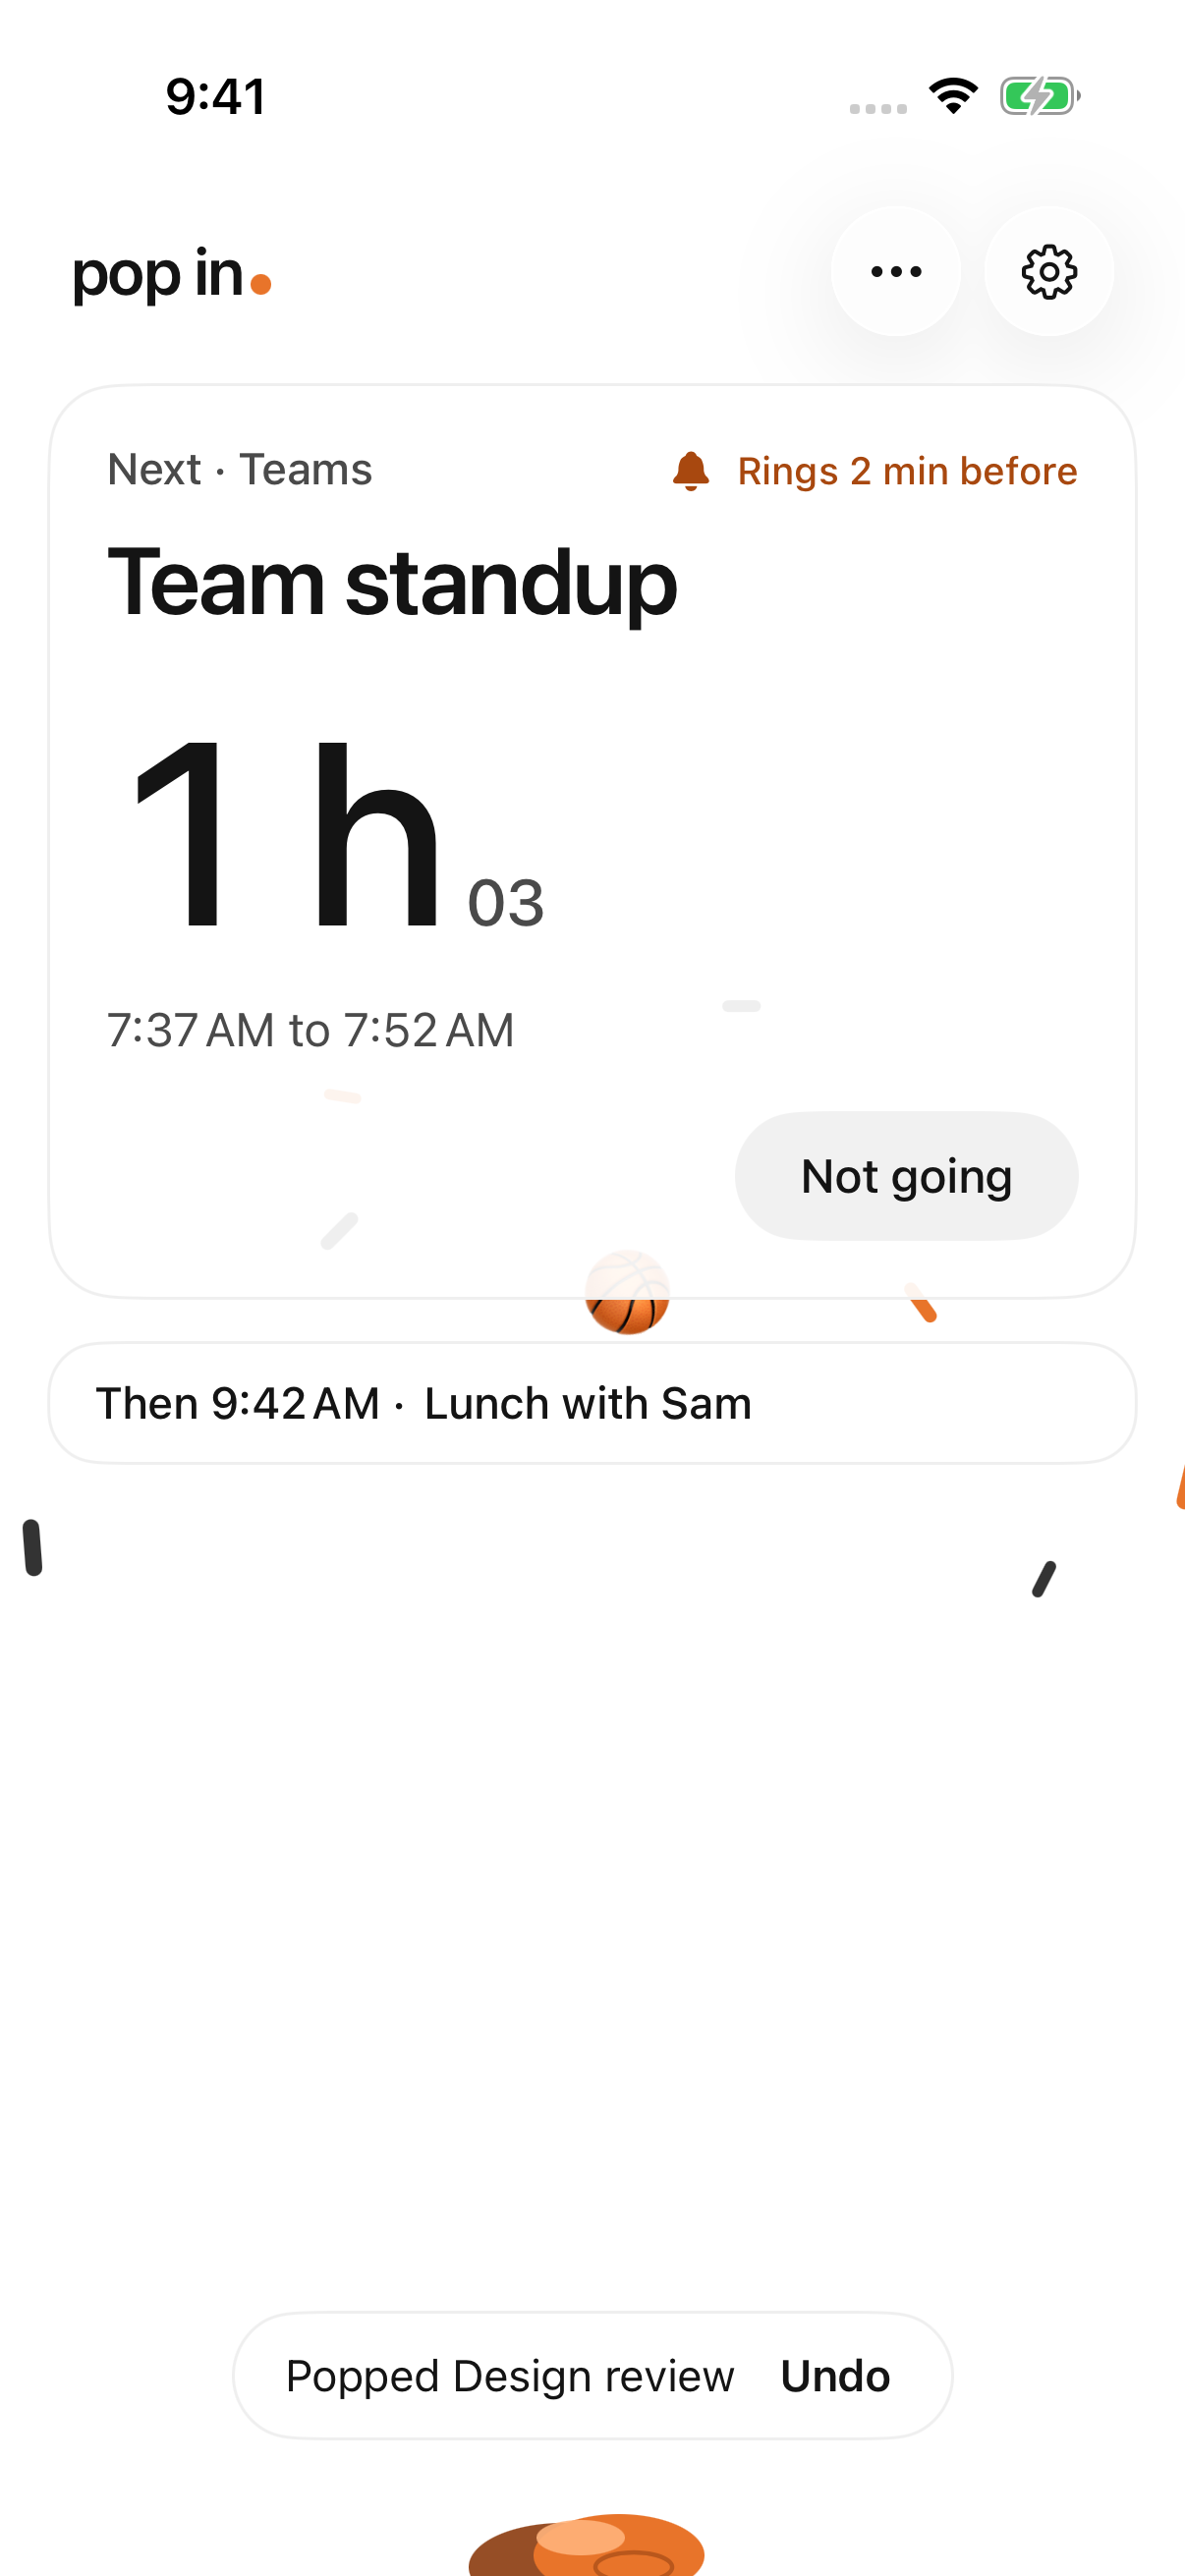 9:41
pop in
Next · Teams
Rings 2 min before
Team standup
1 h 03
7:37 AM to 7:52 AM
Not going
Then 9:42 AM · Lunch with Sam
Popped Design review Undo